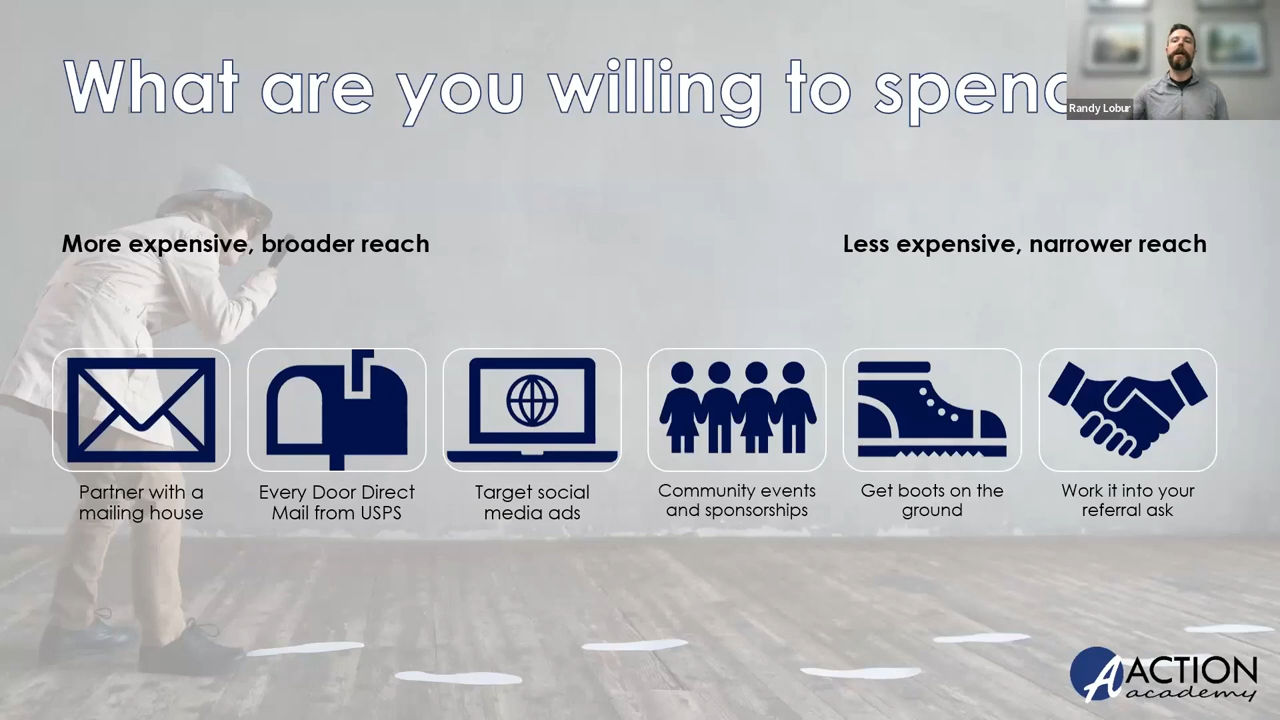 What are you willing to spend
Randy Lobur
More expensive, broader reach
Less expensive, narrower reach
Partner with a
mailing house
Every Door Direct
Mail from USPS
Target social
media ads
Community events
and sponsorships
Get boots on the
ground
Work it into your
referral ask
A ACTION
academy